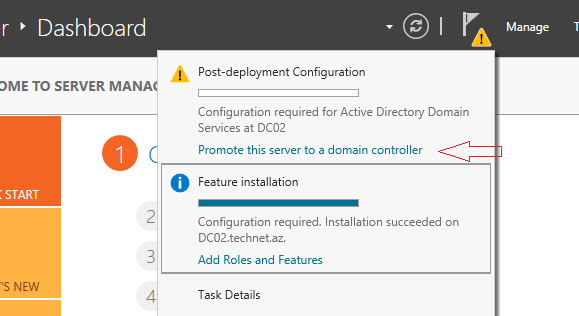 r ▸ Dashboard
Manage
T
OME TO SERVER MANA
Post-deployment Configuration
Configuration required for Active Directory Domain
Services at DC02
Promote this server to a domain controller
1
K START
Feature installation
2
Configuration required. Installation succeeded on
DC02.technet.az.
3
Add Roles and Features
'S NEW
4
Task Details